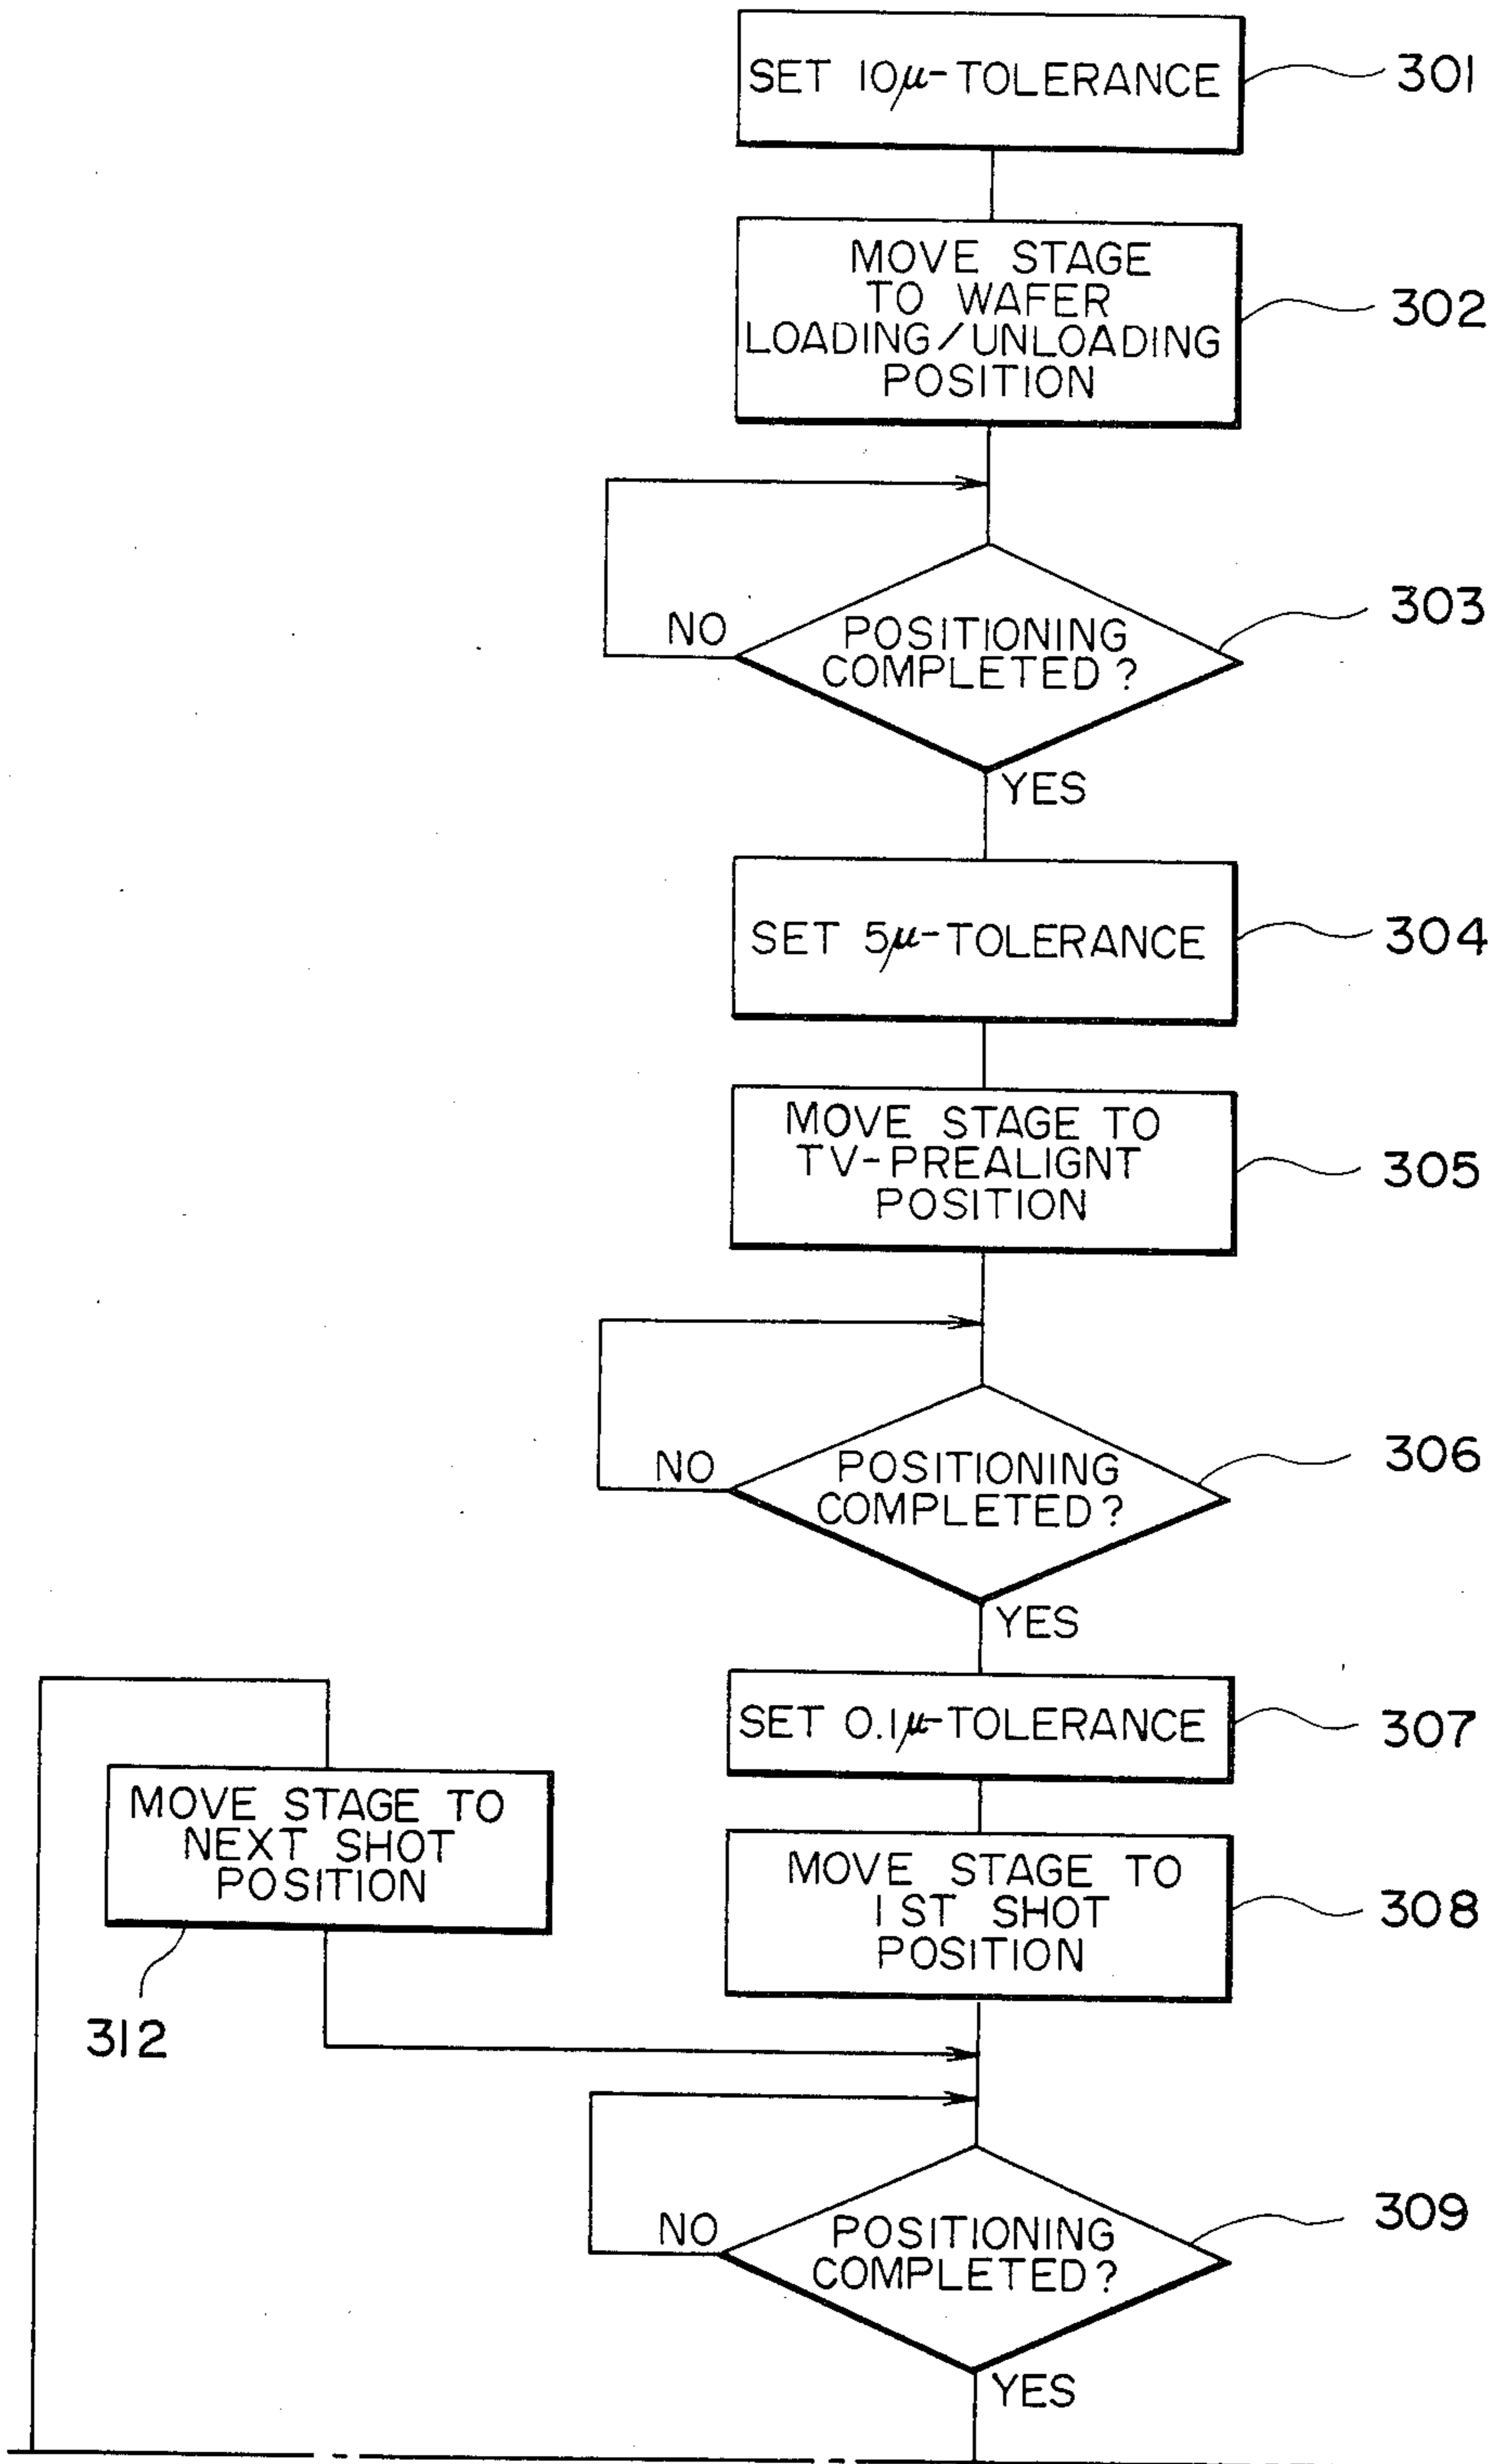 SET 10μ-TOLERANCE
301
MOVE STAGE
TO WAFER
LOADING/UNLOADING
POSITION
302
NO
POSITIONING
COMPLETED?
303
YES
SET 5μ-TOLERANCE
304
MOVE STAGE TO
TV-PREALIGNT
POSITION
305
NO
POSITIONING
COMPLETED?
306
YES
SET 0.1μ-TOLERANCE
307
MOVE STAGE TO
NEXT SHOT
POSITION
312
MOVE STAGE TO
1ST SHOT
POSITION
308
NO
POSITIONING
COMPLETED?
309
YES